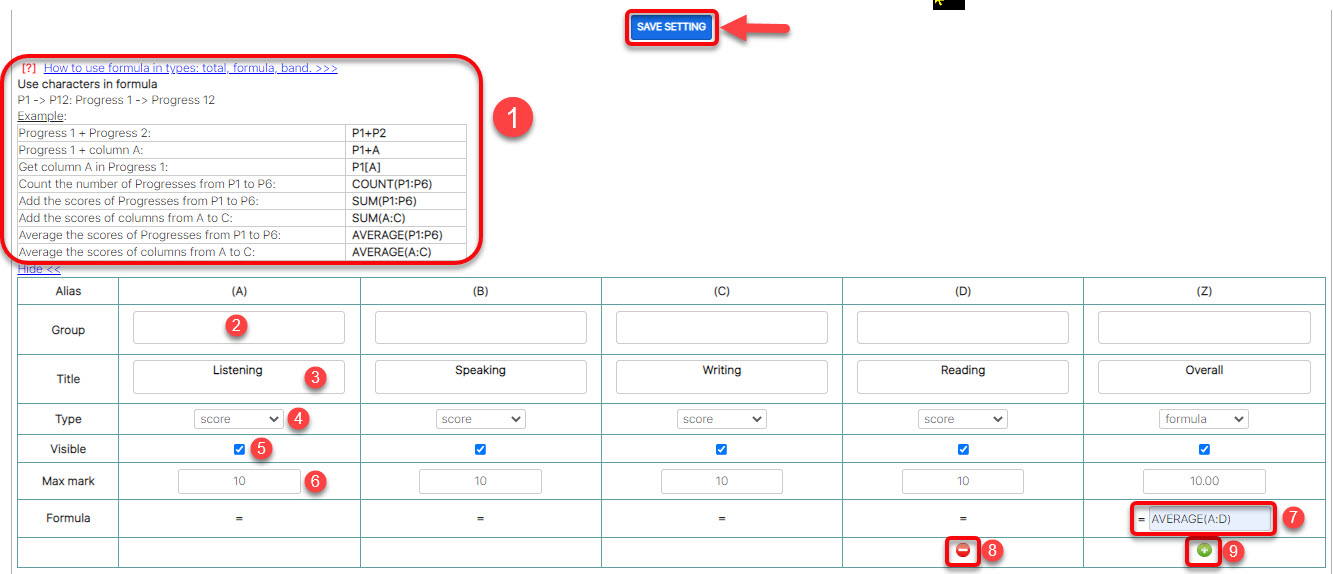 SAVE SETTING
[?] How to use formula in types: total, formula, band. >>>
Use characters in formula
P1 -> P12: Progress 1 -> Progress 12
Example:
Progress 1 + Progress 2: P1+P2
Progress 1 + column A: P1+A
Get column A in Progress 1: P1[A]
Count the number of Progresses from P1 to P6: COUNT(P1:P6)
Add the scores of Progresses from P1 to P6: SUM(P1:P6)
Add the scores of columns from A to C: SUM(A:C)
Average the scores of Progresses from P1 to P6: AVERAGE(P1:P6)
Average the scores of columns from A to C: AVERAGE(A:C)
1
Hide <<
Alias (A) (B) (C) (D) (Z)
Group 2
Title Listening 3 Speaking Writing Reading Overall
Type score 4 score score score formula
Visible 5
Max mark 10 6 10 10 10 10.00
Formula = = = = = AVERAGE(A:D) 7
8 9